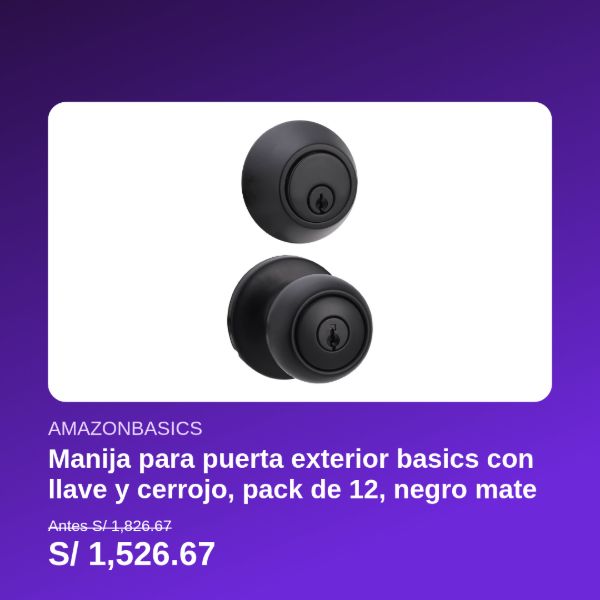 AMAZONBASICS
Manija para puerta exterior basics con
llave y cerrojo, pack de 12, negro mate
Antes S/ 1,826.67
S/ 1,526.67